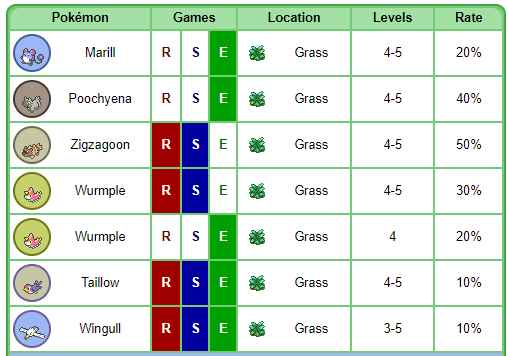 Pokémon Games Location Levels Rate
Marill R S E Grass 4-5 20%
Poochyena R S E Grass 4-5 40%
Zigzagoon R S E Grass 4-5 50%
Wurmple R S E Grass 4-5 30%
Wurmple R S E Grass 4 20%
Taillow R S E Grass 4-5 10%
Wingull R S E Grass 3-5 10%